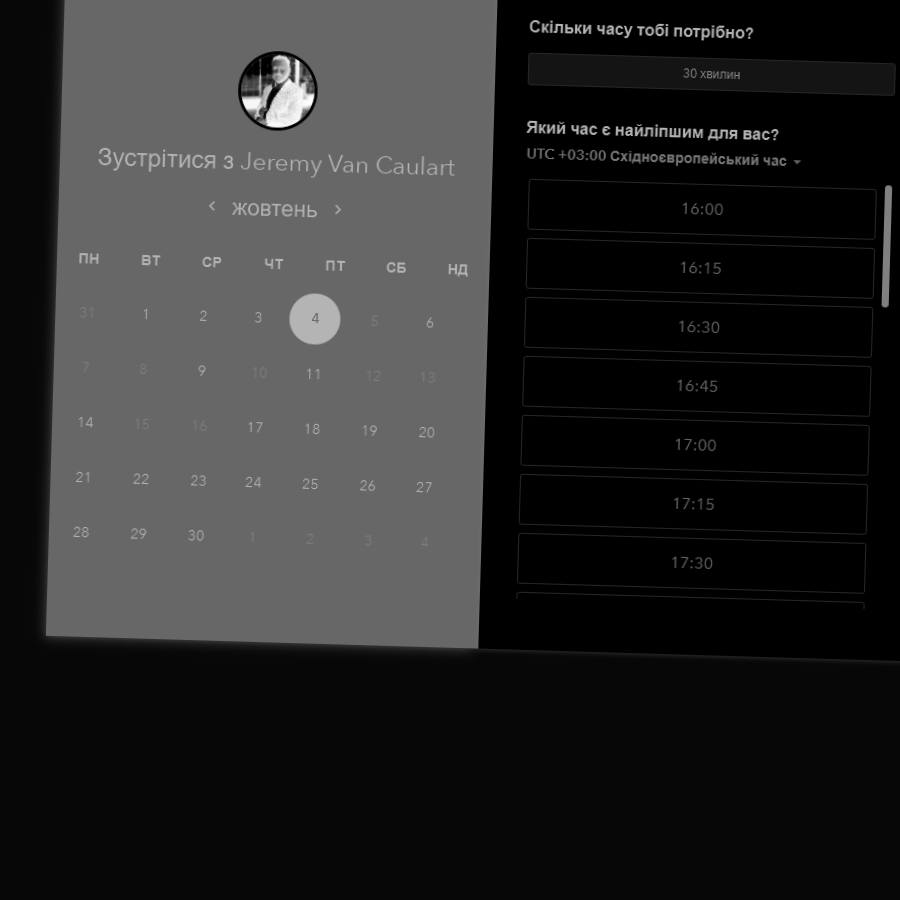 Зустрітися з Jeremy Van Caulart
жовтень
ПН ВТ СР ЧТ ПТ СБ НД
31 1 2 3 4 5 6
7 8 9 10 11 12 13
14 15 16 17 18 19 20
21 22 23 24 25 26 27
28 29 30 1 2 3 4
Скільки часу тобі потрібно?
30 хвилин
Який час є найліпшим для вас?
UTC +03:00 Східноєвропейський час
16:00
16:15
16:30
16:45
17:00
17:15
17:30